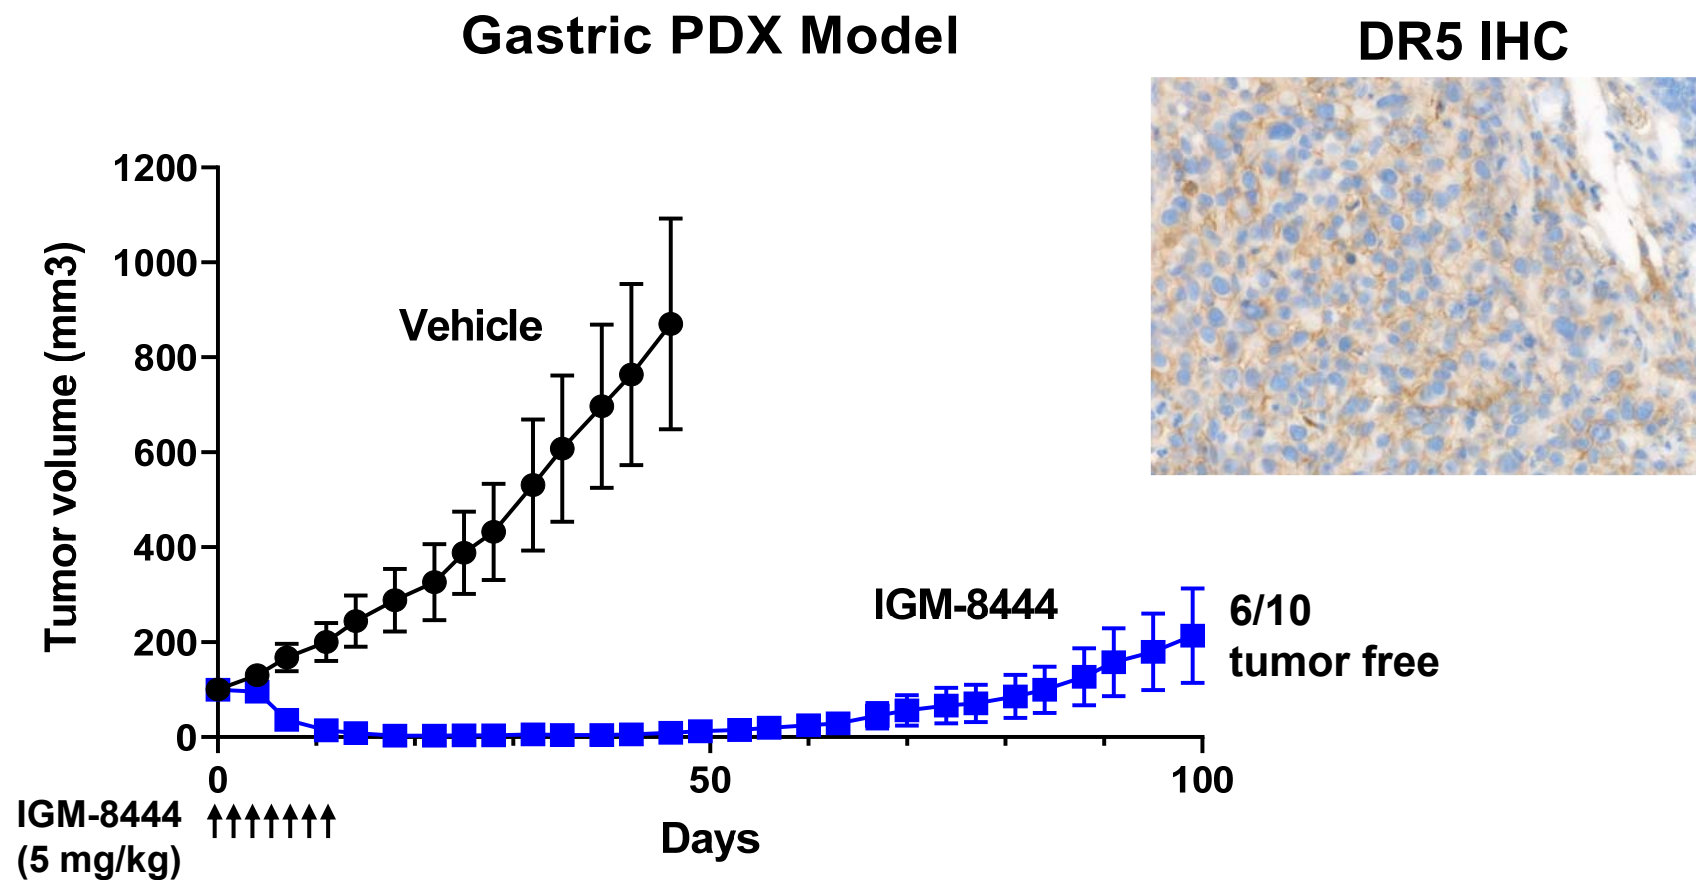 Gastric PDX Model
DR5 IHC
Tumor volume (mm3)
1200
1000
800
600
400
200
0
Vehicle
IGM-8444
6/10
tumor free
0
50
100
Days
IGM-8444
(5 mg/kg)